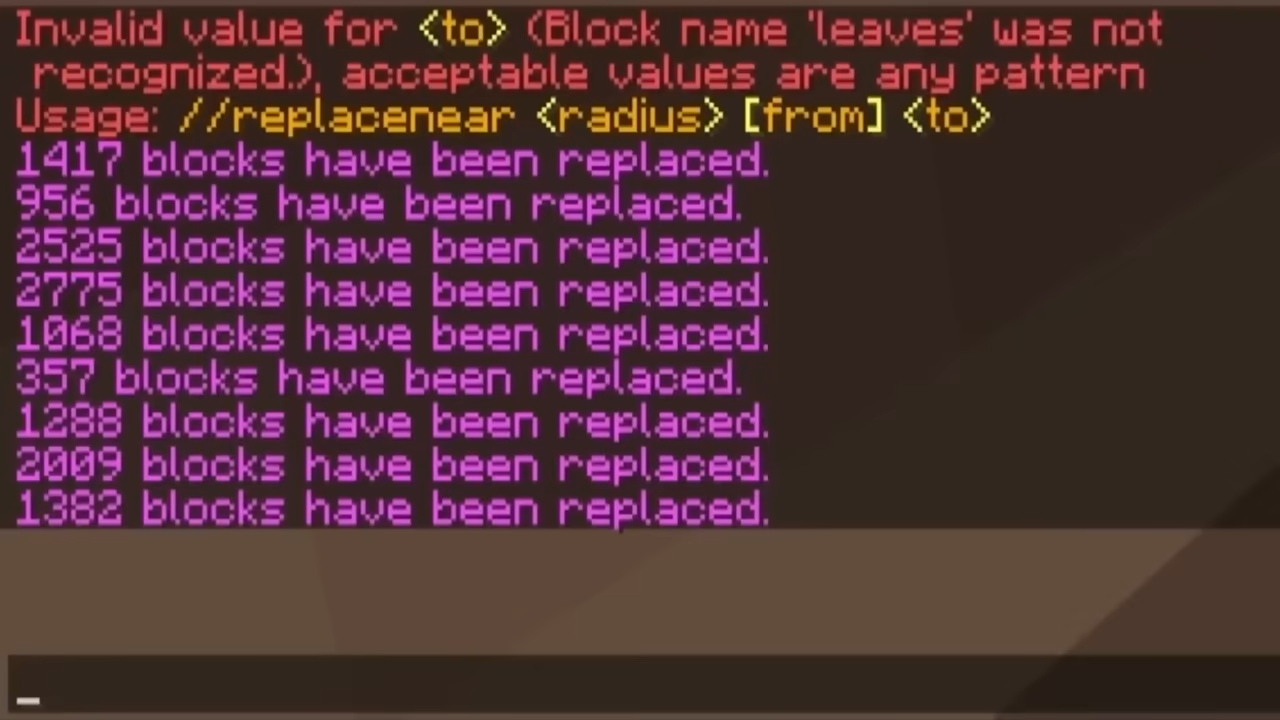 Invalid value for <to> (Block name 'leaves' was not
recognized.), acceptable values are any pattern
Usage: //replacenear <radius> [from] <to>
1417 blocks have been replaced.
956 blocks have been replaced.
2525 blocks have been replaced.
2775 blocks have been replaced.
1068 blocks have been replaced.
357 blocks have been replaced.
1288 blocks have been replaced.
2009 blocks have been replaced.
1382 blocks have been replaced.
_